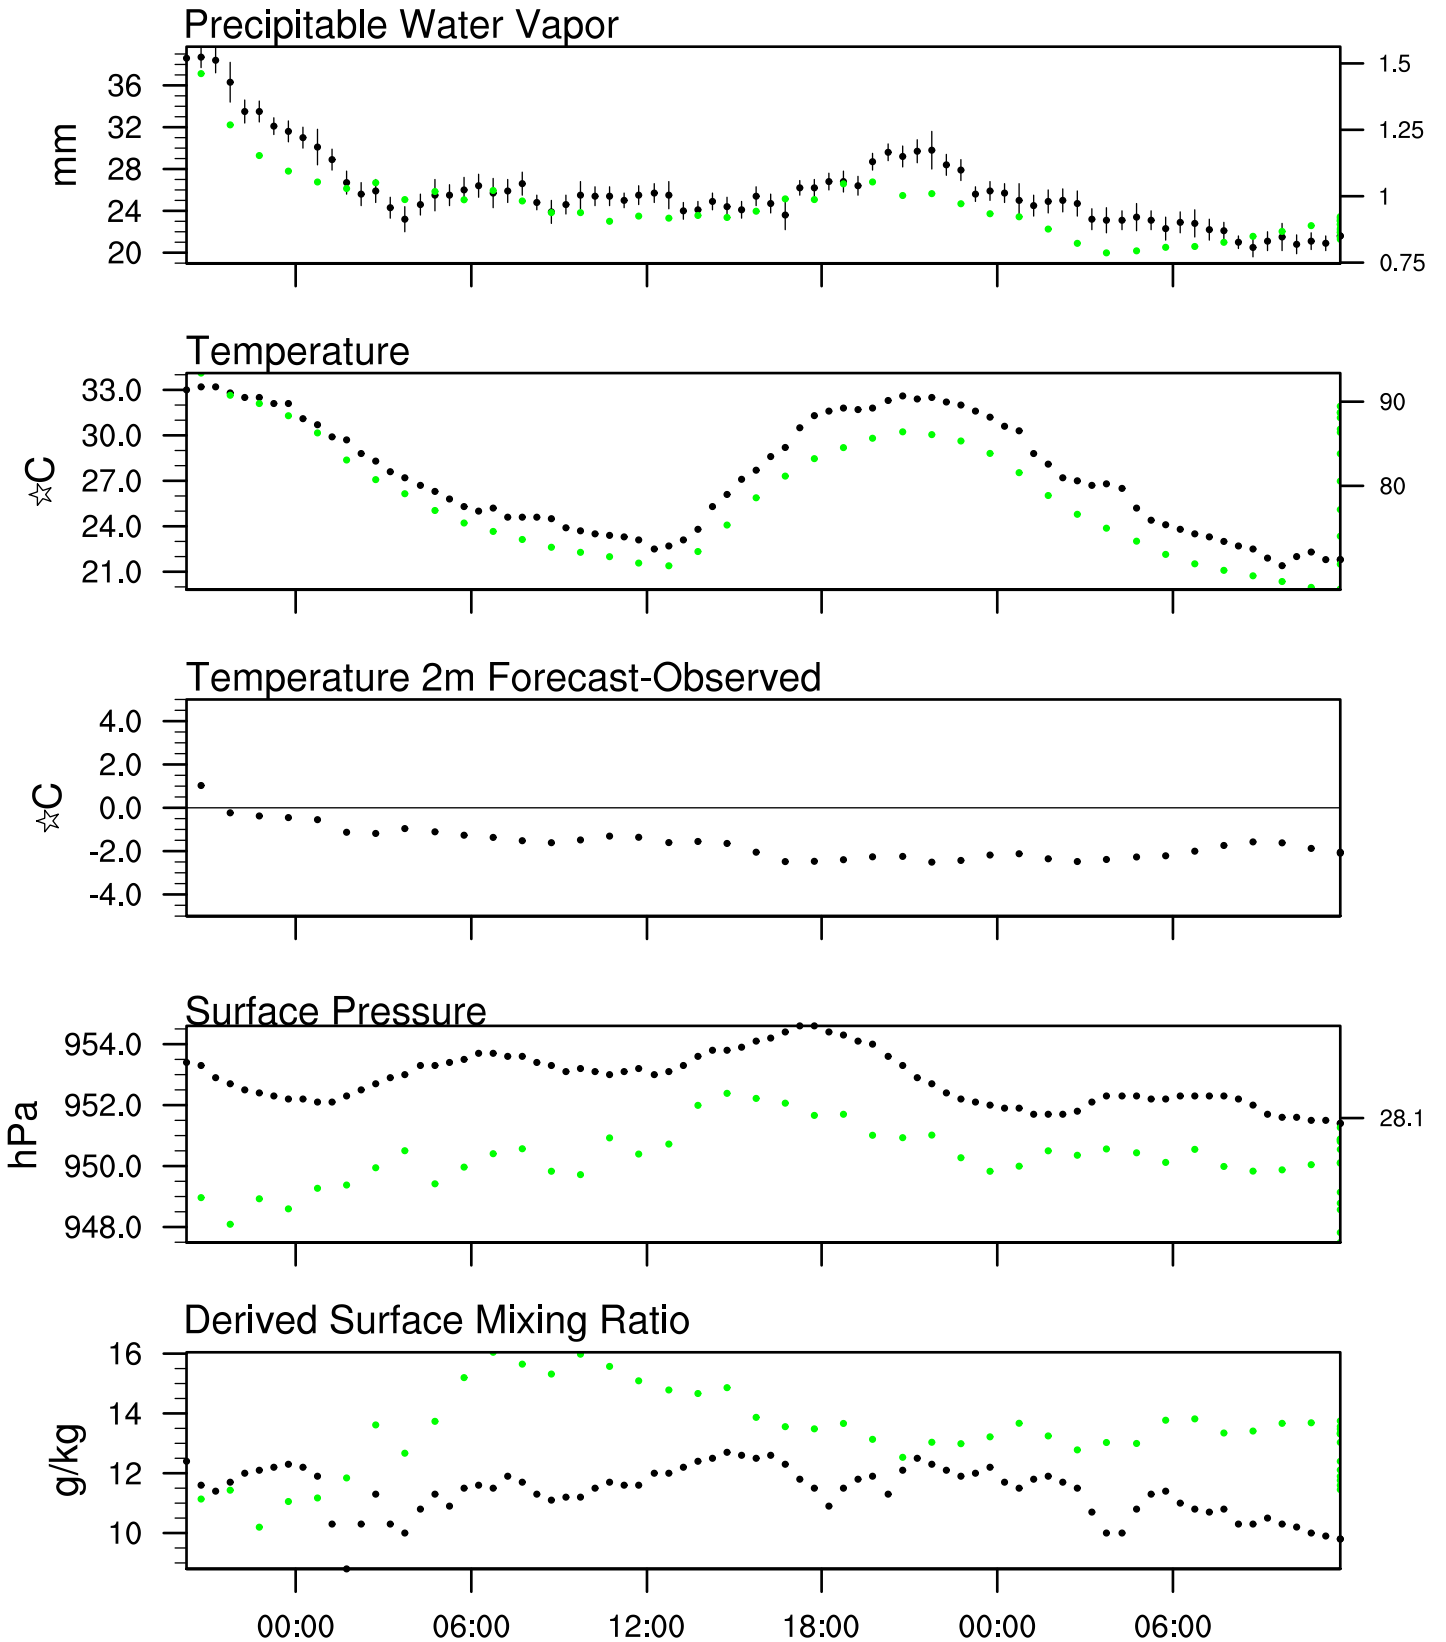 Precipitable Water Vapor
mm
36
32
28
24
20
1.5
1.25
1
0.75
Temperature
☆C
33.0
30.0
27.0
24.0
21.0
90
80
Temperature 2m Forecast-Observed
☆C
4.0
2.0
0.0
-2.0
-4.0
Surface Pressure
hPa
954.0
952.0
950.0
948.0
28.1
Derived Surface Mixing Ratio
g/kg
16
14
12
10
00:00 06:00 12:00 18:00 00:00 06:00